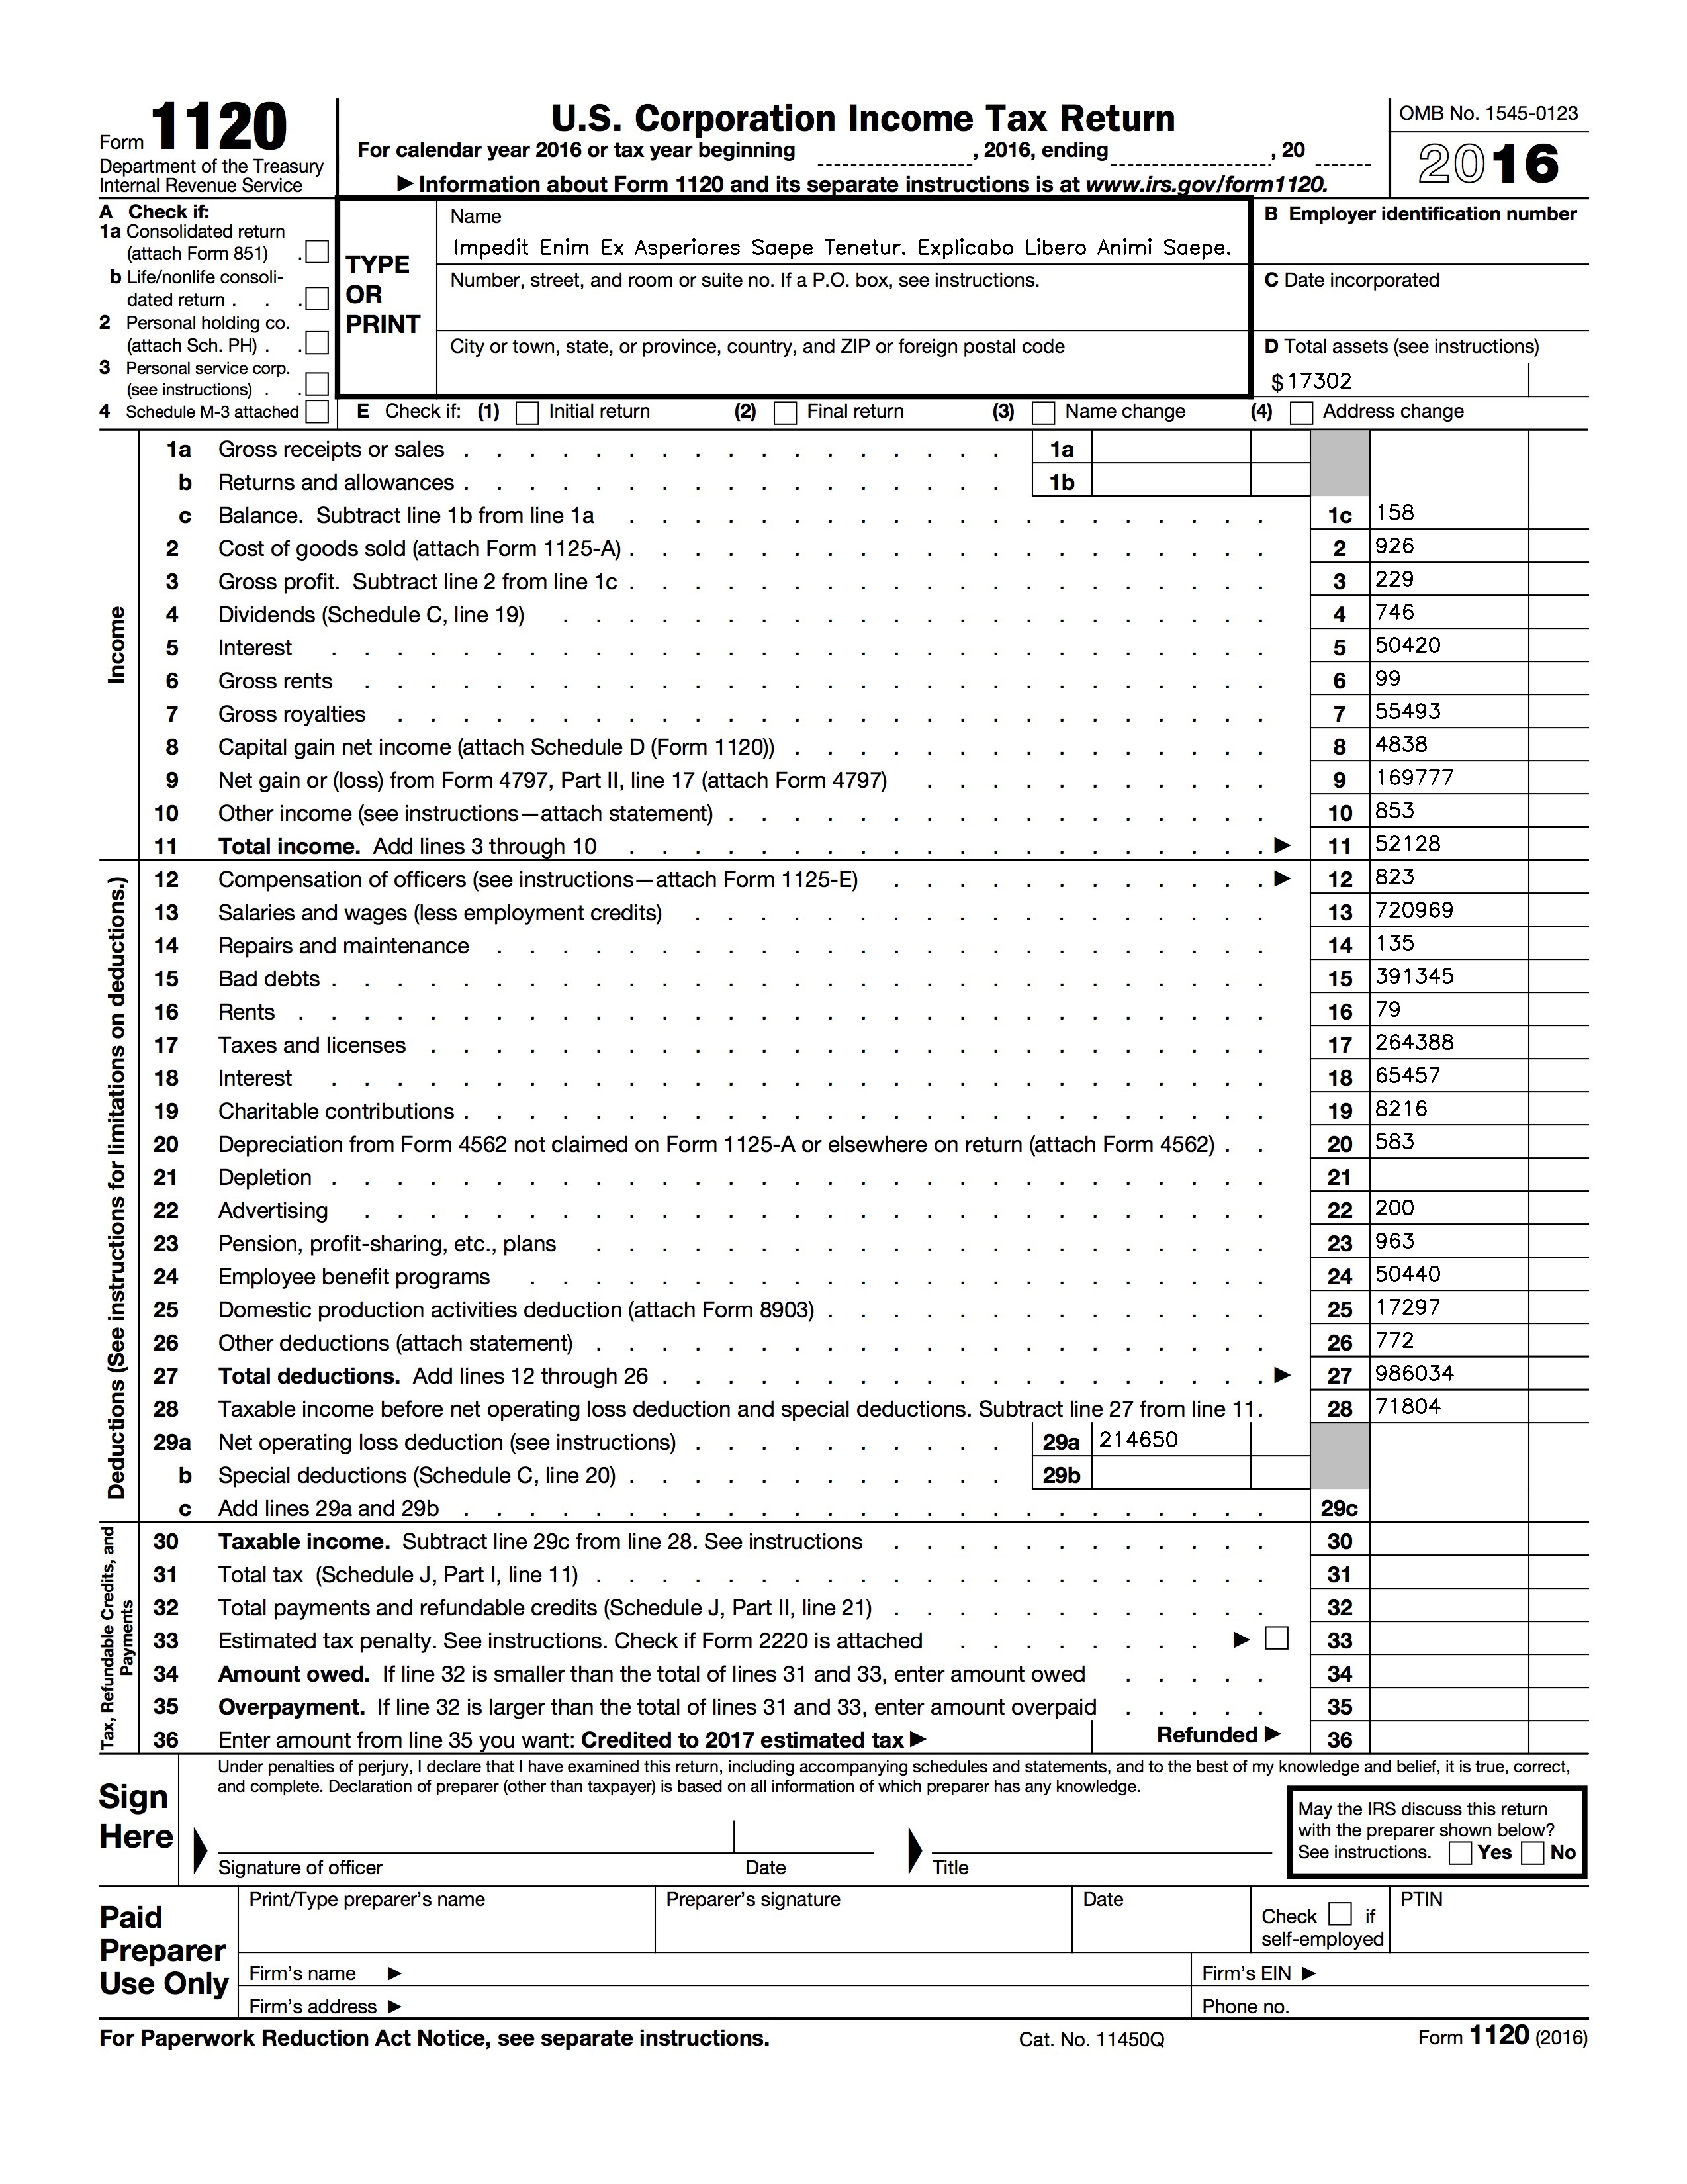 Form 1120
Department of the Treasury
Internal Revenue Service
U.S. Corporation Income Tax Return
For calendar year 2016 or tax year beginning , 2016, ending , 20
▶ Information about Form 1120 and its separate instructions is at www.irs.gov/form1120.
OMB No. 1545-0123
2016
A Check if:
1a Consolidated return
(attach Form 851) .
b Life/nonlife consoli-
dated return . . .
2 Personal holding co.
(attach Sch. PH) . .
3 Personal service corp.
(see instructions) . .
4 Schedule M-3 attached
TYPE
OR
PRINT
Name
Impedit Enim Ex Asperiores Saepe Tenetur. Explicabo Libero Animi Saepe.
Number, street, and room or suite no. If a P.O. box, see instructions.
City or town, state, or province, country, and ZIP or foreign postal code
B Employer identification number
C Date incorporated
D Total assets (see instructions)
$ 17302
E Check if: (1) Initial return (2) Final return (3) Name change (4) Address change
Income
1a Gross receipts or sales 1a
b Returns and allowances 1b
c Balance. Subtract line 1b from line 1a 1c 158
2 Cost of goods sold (attach Form 1125-A) 2 926
3 Gross profit. Subtract line 2 from line 1c 3 229
4 Dividends (Schedule C, line 19) 4 746
5 Interest 5 50420
6 Gross rents 6 99
7 Gross royalties 7 55493
8 Capital gain net income (attach Schedule D (Form 1120)) 8 4838
9 Net gain or (loss) from Form 4797, Part II, line 17 (attach Form 4797) 9 169777
10 Other income (see instructions—attach statement) 10 853
11 Total income. Add lines 3 through 10 ▶ 11 52128
Deductions (See instructions for limitations on deductions.)
12 Compensation of officers (see instructions—attach Form 1125-E) ▶ 12 823
13 Salaries and wages (less employment credits) 13 720969
14 Repairs and maintenance 14 135
15 Bad debts 15 391345
16 Rents 16 79
17 Taxes and licenses 17 264388
18 Interest 18 65457
19 Charitable contributions 19 8216
20 Depreciation from Form 4562 not claimed on Form 1125-A or elsewhere on return (attach Form 4562) 20 583
21 Depletion 21
22 Advertising 22 200
23 Pension, profit-sharing, etc., plans 23 963
24 Employee benefit programs 24 50440
25 Domestic production activities deduction (attach Form 8903) 25 17297
26 Other deductions (attach statement) 26 772
27 Total deductions. Add lines 12 through 26 ▶ 27 986034
28 Taxable income before net operating loss deduction and special deductions. Subtract line 27 from line 11. 28 71804
29a Net operating loss deduction (see instructions) 29a 214650
b Special deductions (Schedule C, line 20) 29b
c Add lines 29a and 29b 29c
Tax, Refundable Credits, and
Payments
30 Taxable income. Subtract line 29c from line 28. See instructions 30
31 Total tax (Schedule J, Part I, line 11) 31
32 Total payments and refundable credits (Schedule J, Part II, line 21) 32
33 Estimated tax penalty. See instructions. Check if Form 2220 is attached ▶ 33
34 Amount owed. If line 32 is smaller than the total of lines 31 and 33, enter amount owed 34
35 Overpayment. If line 32 is larger than the total of lines 31 and 33, enter amount overpaid 35
36 Enter amount from line 35 you want: Credited to 2017 estimated tax ▶ Refunded ▶ 36
Sign
Here
Under penalties of perjury, I declare that I have examined this return, including accompanying schedules and statements, and to the best of my knowledge and belief, it is true, correct,
and complete. Declaration of preparer (other than taxpayer) is based on all information of which preparer has any knowledge.
Signature of officer Date Title
May the IRS discuss this return
with the preparer shown below?
See instructions. Yes No
Paid
Preparer
Use Only
Print/Type preparer's name Preparer's signature Date
Check if
self-employed
PTIN
Firm's name ▶ Firm's EIN ▶
Firm's address ▶ Phone no.
For Paperwork Reduction Act Notice, see separate instructions. Cat. No. 11450Q Form 1120 (2016)